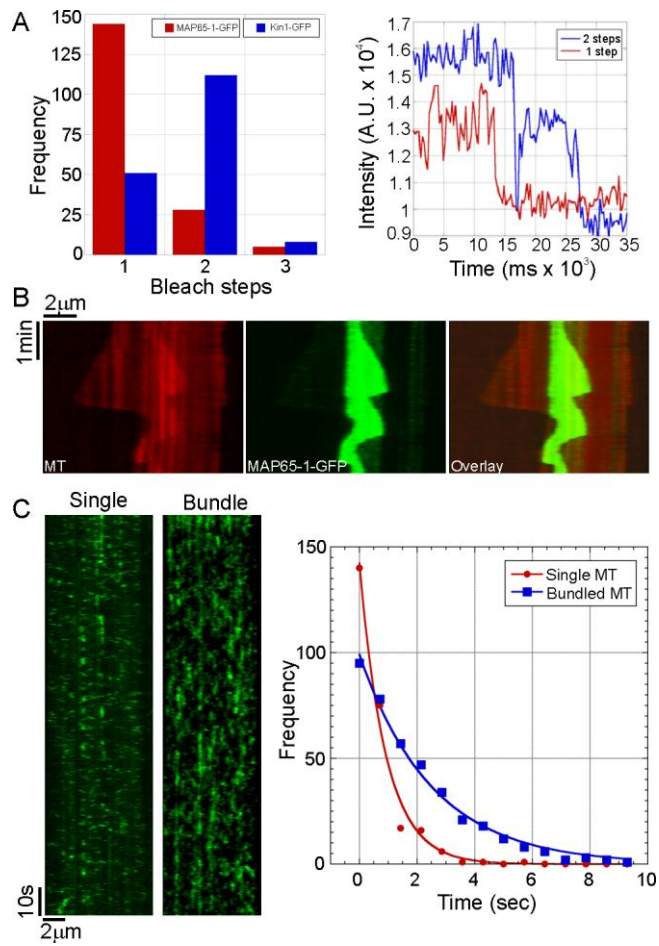 A
MAP65-1-GFP
Kin1-GFP
150
125
100
75
50
25
0
Frequency
1
2
3
Bleach steps
2 steps
1 step
1.7
1.6
1.5
1.4
1.3
1.2
1.1
1
0.9
Intensity (A.U. x 10⁴)
0
5
10
15
20
25
30
35
Time (ms x 10³)
B
2μm
1min
MT
MAP65-1-GFP
Overlay
C
Single
Bundle
10s
2μm
150
100
50
0
Frequency
Single MT
Bundled MT
0
2
4
6
8
10
Time (sec)